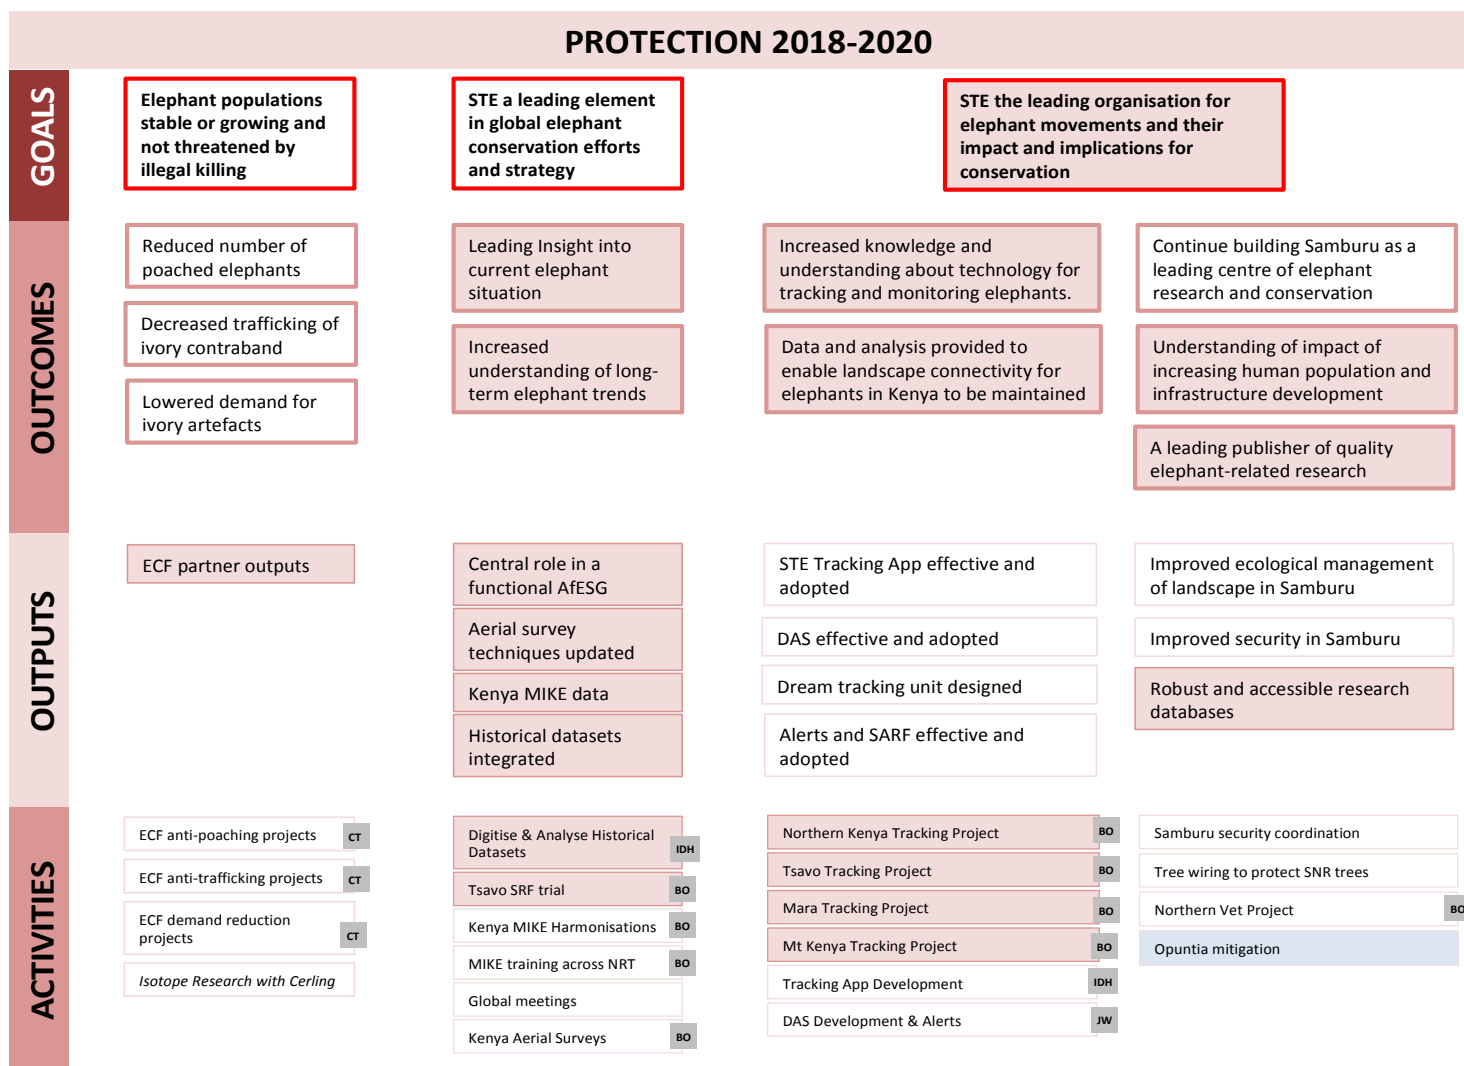 PROTECTION 2018-2020
GOALS
Elephant populations
stable or growing and
not threatened by
illegal killing
STE a leading element
in global elephant
conservation efforts
and strategy
STE the leading organisation for
elephant movements and their
impact and implications for
conservation
OUTCOMES
Reduced number of
poached elephants
Decreased trafficking of
ivory contraband
Lowered demand for
ivory artefacts
Leading Insight into
current elephant
situation
Increased
understanding of long-
term elephant trends
Increased knowledge and
understanding about technology for
tracking and monitoring elephants.
Data and analysis provided to
enable landscape connectivity for
elephants in Kenya to be maintained
Continue building Samburu as a
leading centre of elephant
research and conservation
Understanding of impact of
increasing human population and
infrastructure development
A leading publisher of quality
elephant-related research
OUTPUTS
ECF partner outputs
Central role in a
functional AfESG
Aerial survey
techniques updated
Kenya MIKE data
Historical datasets
integrated
STE Tracking App effective and
adopted
DAS effective and adopted
Dream tracking unit designed
Alerts and SARF effective and
adopted
Improved ecological management
of landscape in Samburu
Improved security in Samburu
Robust and accessible research
databases
ACTIVITIES
ECF anti-poaching projects
CT
ECF anti-trafficking projects
CT
ECF demand reduction
projects
CT
Isotope Research with Cerling
Digitise & Analyse Historical
Datasets
IDH
Tsavo SRF trial
BO
Kenya MIKE Harmonisations
BO
MIKE training across NRT
BO
Global meetings
Kenya Aerial Surveys
BO
Northern Kenya Tracking Project
BO
Tsavo Tracking Project
BO
Mara Tracking Project
BO
Mt Kenya Tracking Project
BO
Tracking App Development
IDH
DAS Development & Alerts
JW
Samburu security coordination
Tree wiring to protect SNR trees
Northern Vet Project
BO
Opuntia mitigation